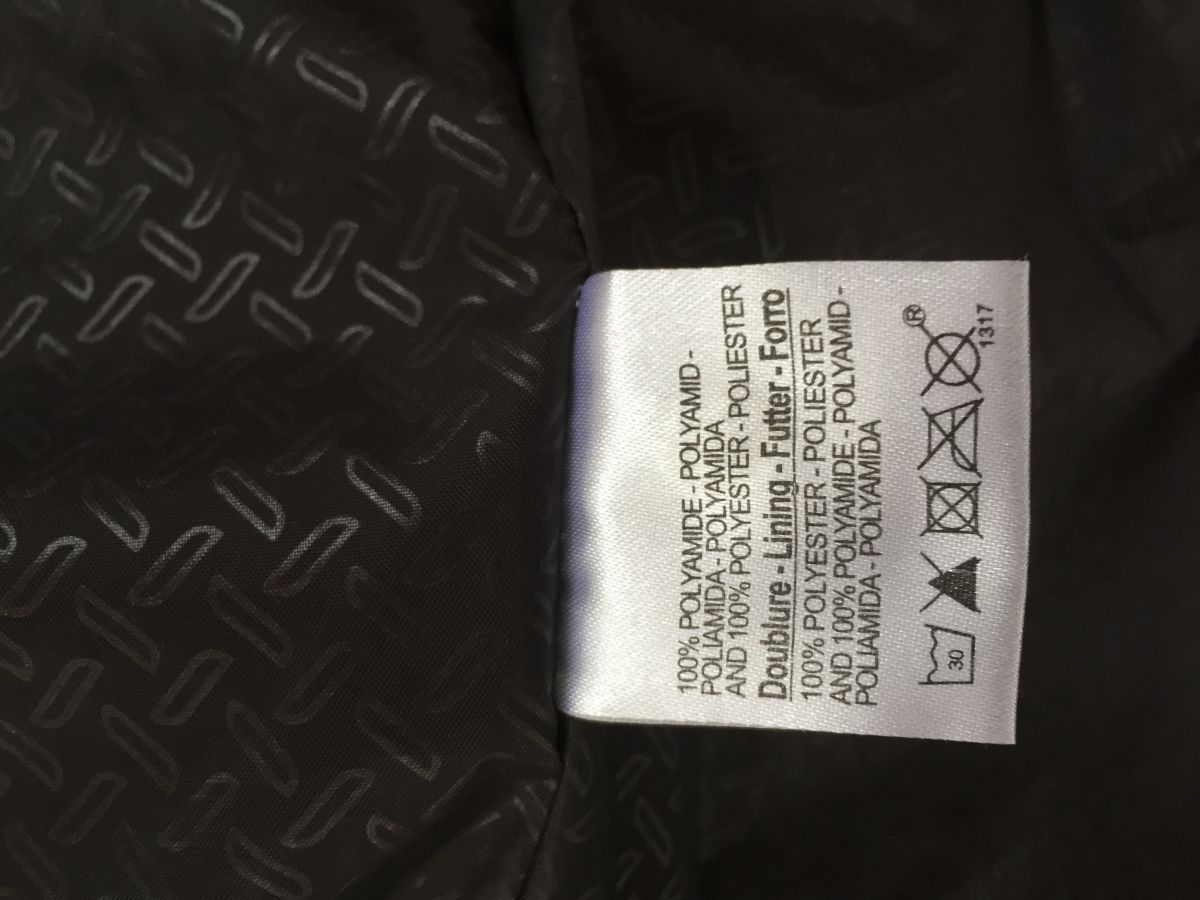 100% POLYAMIDE - POLYAMID -
POLIAMIDA - POLYAMIDA
AND 100% POLYESTER - POLIESTER
Doublure - Lining - Futter - Forro
100% POLYESTER - POLIESTER
AND 100% POLYAMIDE - POLYAMID -
POLIAMIDA - POLYAMIDA
30 ®
1317